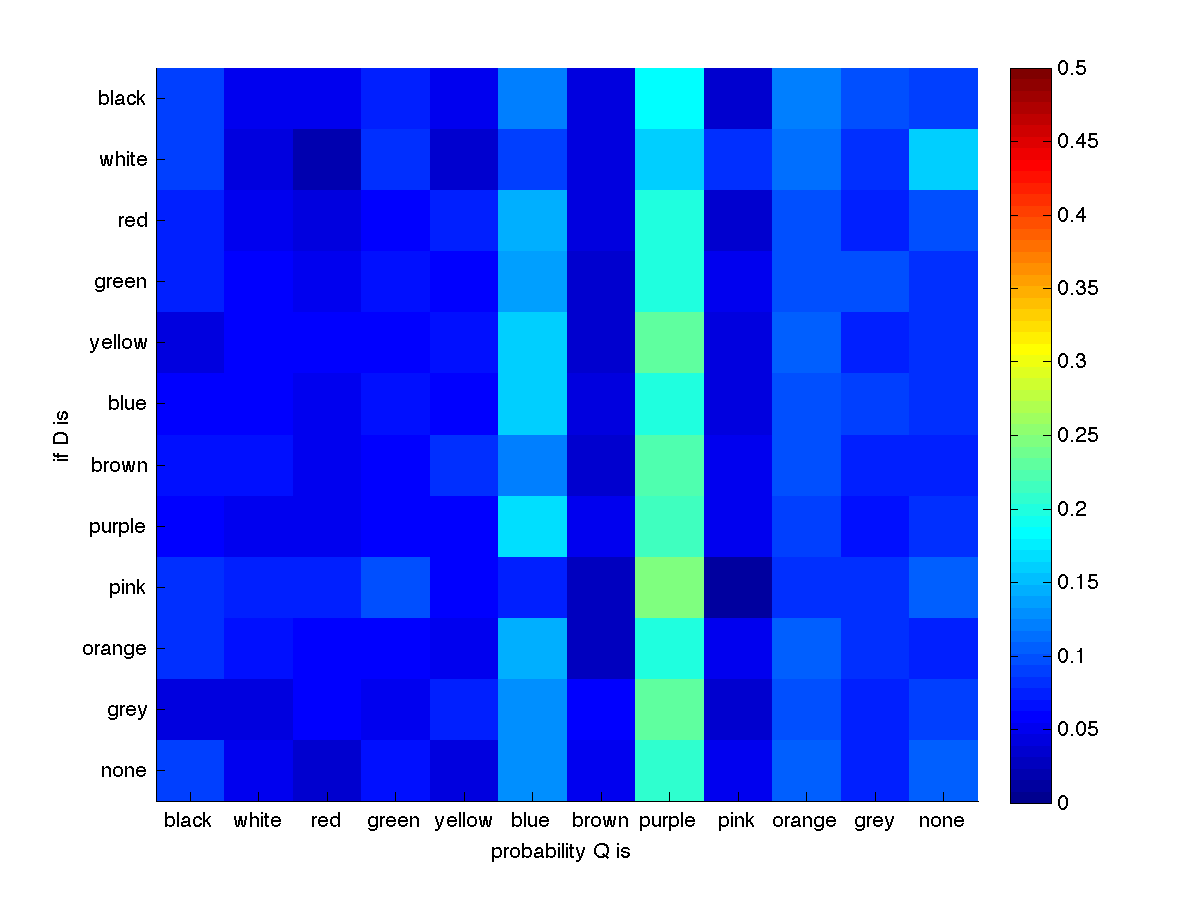 black
white
red
green
yellow
blue
brown
purple
pink
orange
grey
none
if D is
black white red green yellow blue brown purple pink orange grey none
probability Q is
0.5
0.45
0.4
0.35
0.3
0.25
0.2
0.15
0.1
0.05
0